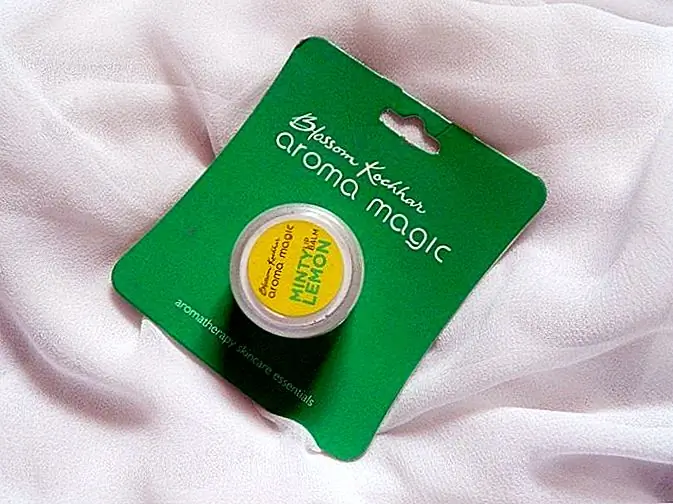 Blossom Kochhar
aroma magic
Blossom Kochhar
aroma magic
MINTY LIP BALM
LEMON
aromatherapy skincare essentials